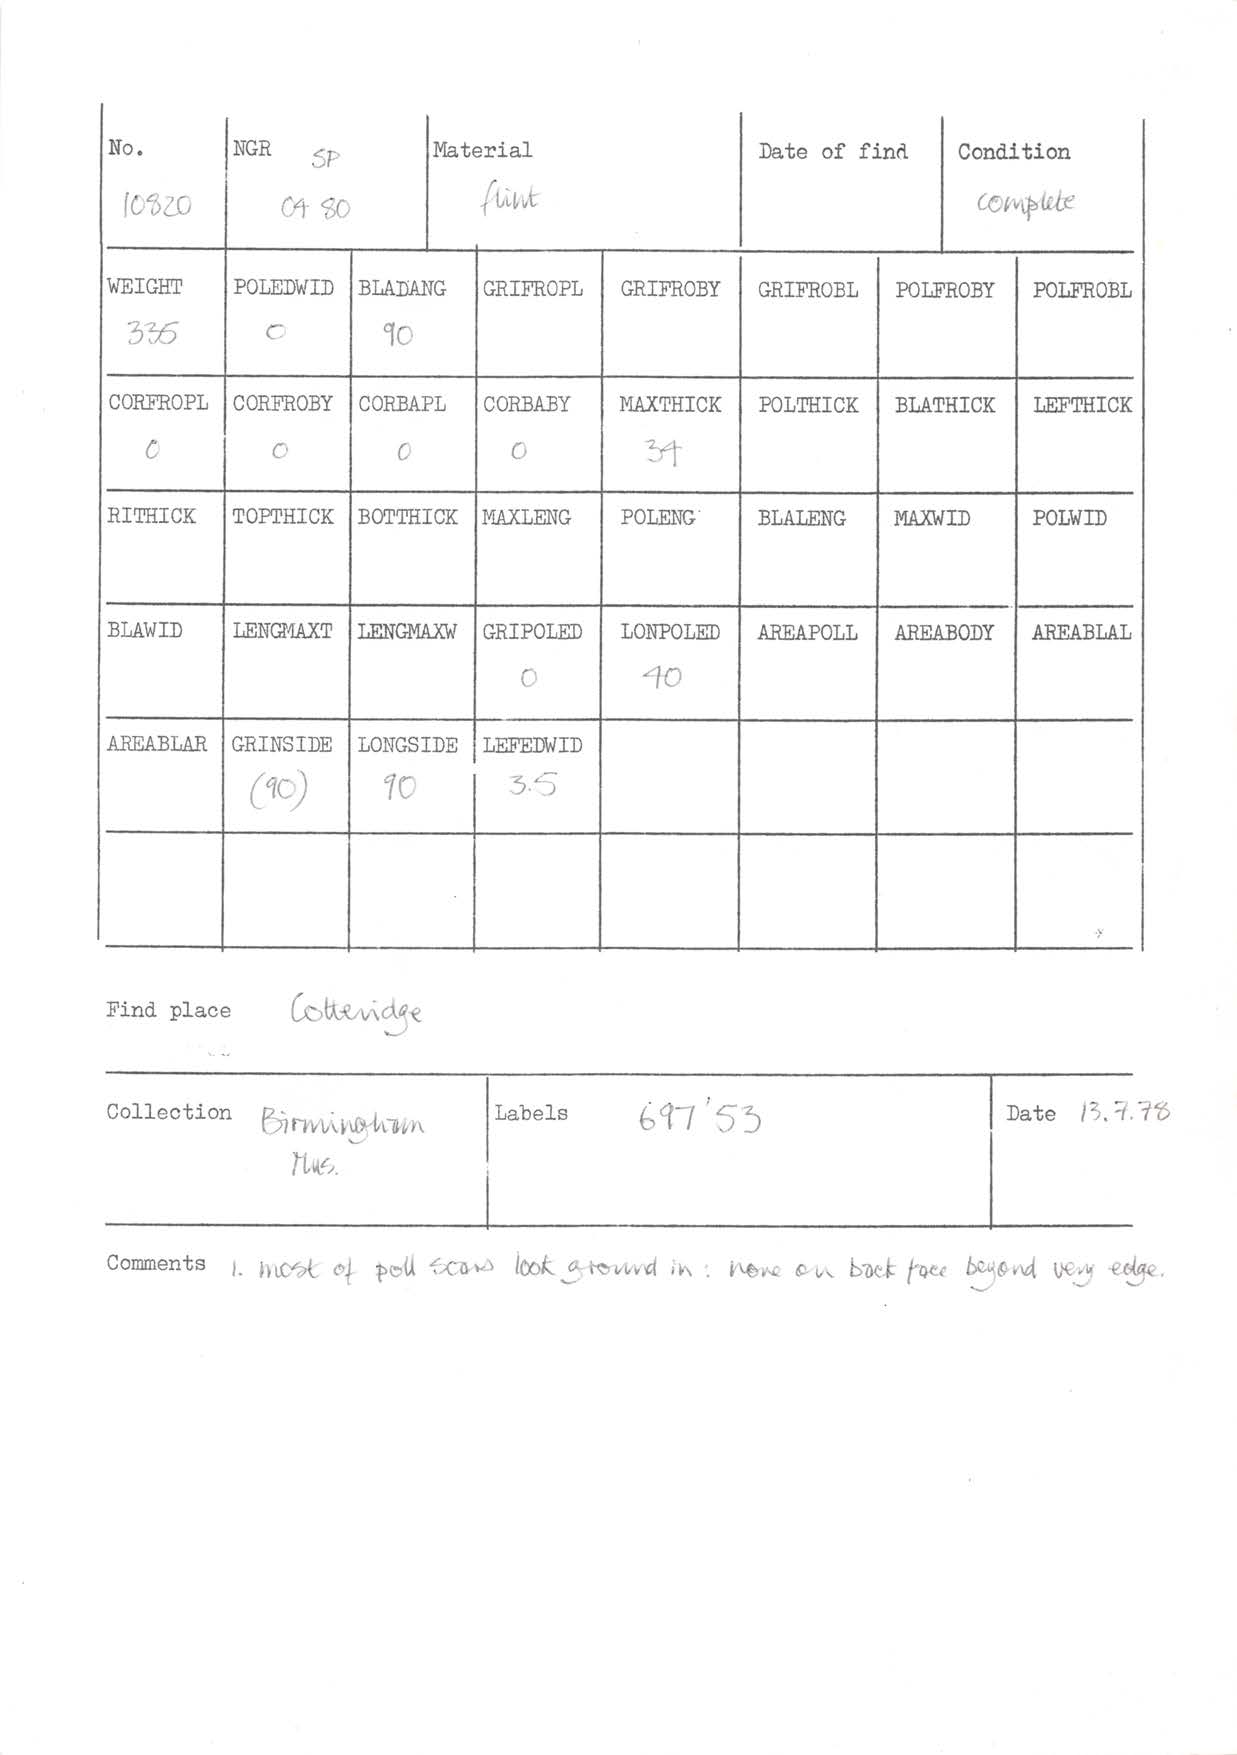 No. NGR SP Material Date of find Condition
10820 04 80 flint complete
WEIGHT POLEDWID BLADANG GRIFROPL GRIFROBY GRIFROBL POLFROBY POLFROBL
336 0 90
CORFROPL CORFROBY CORBAPL CORBABY MAXTHICK POLTHICK BLATHICK LEFTHICK
0 0 0 0 34
RITHICK TOPTHICK BOTTHICK MAXLENG POLENG BLALENG MAXWID POLWID
BLAWID LENGMAXT LENGMAXW GRIPOLED LONPOLED AREAPOLL AREABODY AREABLAL
0 40
AREABLAR GRINSIDE LONGSIDE LEFEDWID
(90) 90 3.5
Find place Cotteridge
Collection Birmingham Labels 697'53 Date 13.7.78
Mus.
Comments 1. most of poll scars look ground in : none on back face beyond very edge.